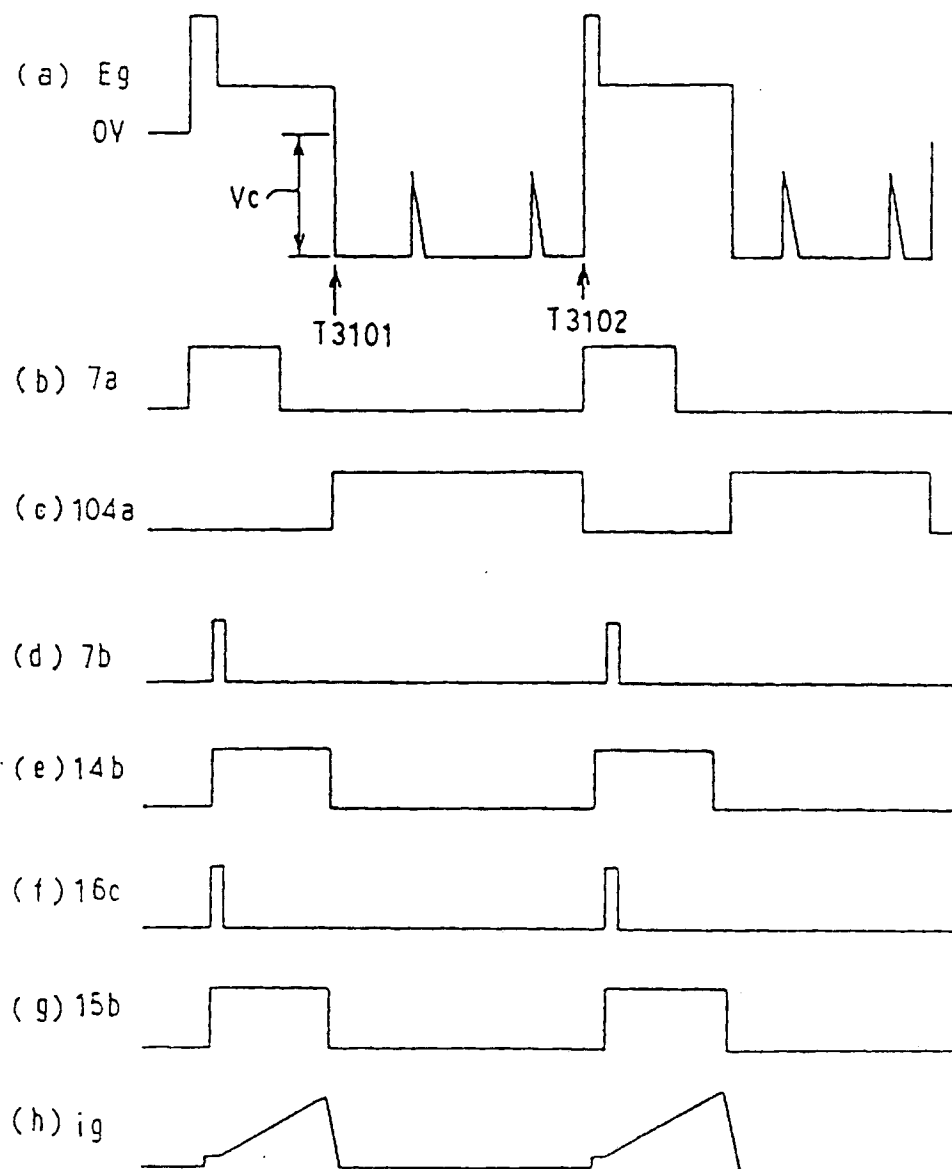 (a) Eg
0V
Vc
T3101
T3102
(b) 7a
(c) 104a
(d) 7b
(e) 14b
(f) 16c
(g) 15b
(h) ig